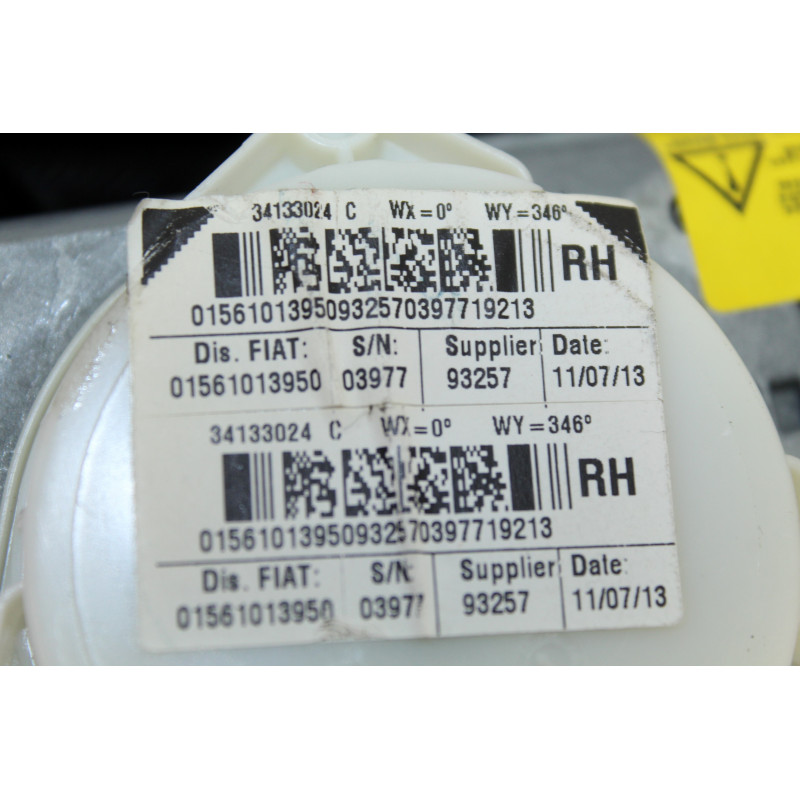 34133024 C WX=0° WY=346°
RH
01561013950932570397719213
Dis. FIAT: S/N: Supplier Date:
01561013950 03977 93257 11/07/13
34133024 C WX=0° WY=346°
RH
01561013950932570397719213
Dis. FIAT: S/N Supplier Date:
01561013950 03977 93257 11/07/13